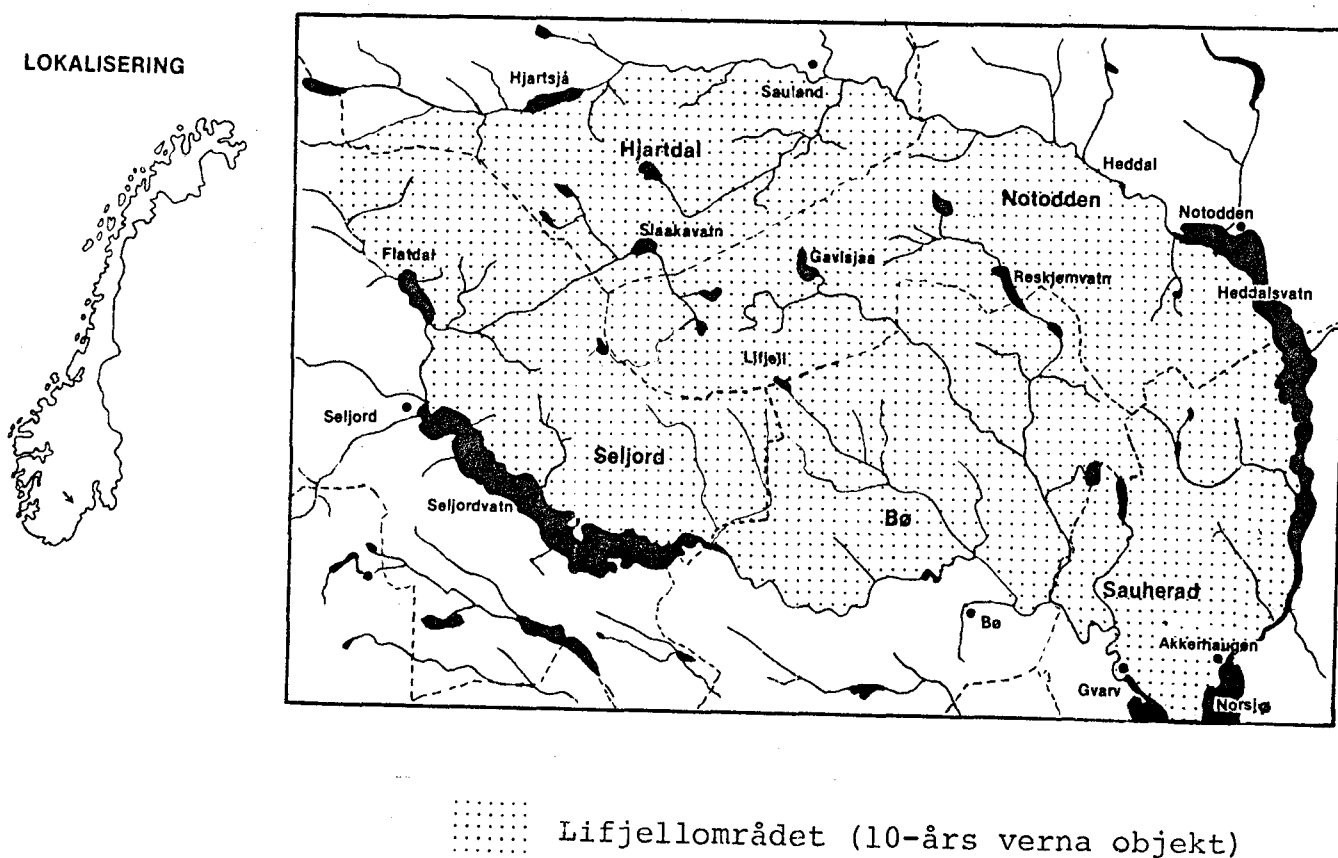 LOKALISERING
Hjartsjå
Sauland
Hjartdal
Heddal
Notodden
Notodden
Slaakavatn
Flatdal
Gavlsjaa
Reskjemvatn
Heddalsvatn
Lifjell
Seljord
Seljord
Seljordvatn
Bø
Sauherad
Bø
Akkerhaugen
Gvarv
Norsjø
Lifjellområdet (10-års verna objekt)